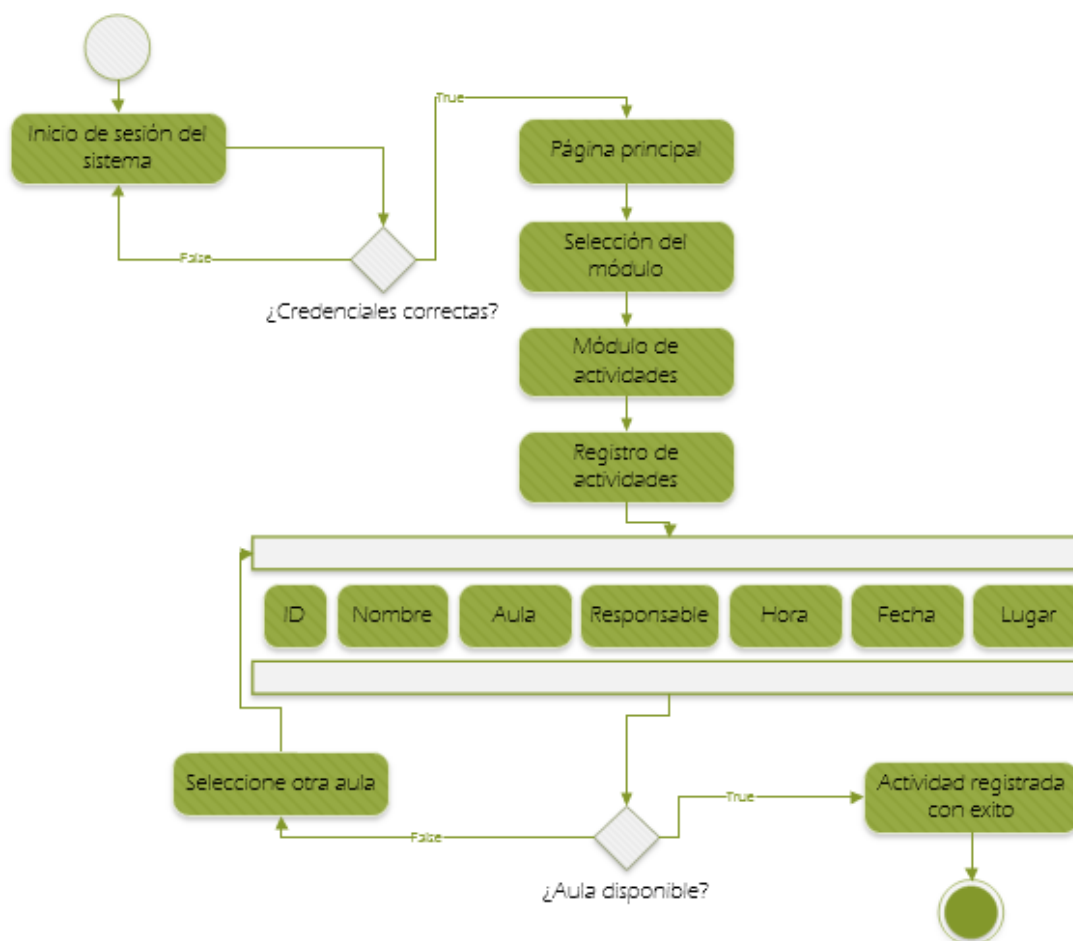 Inicio de sesión del
sistema
True
Página principal
False
¿Credenciales correctas?
Selección del
módulo
Módulo de
actividades
Registro de
actividades
ID
Nombre
Aula
Responsable
Hora
Fecha
Lugar
Seleccione otra aula
False
True
Actividad registrada
con exito
¿Aula disponible?